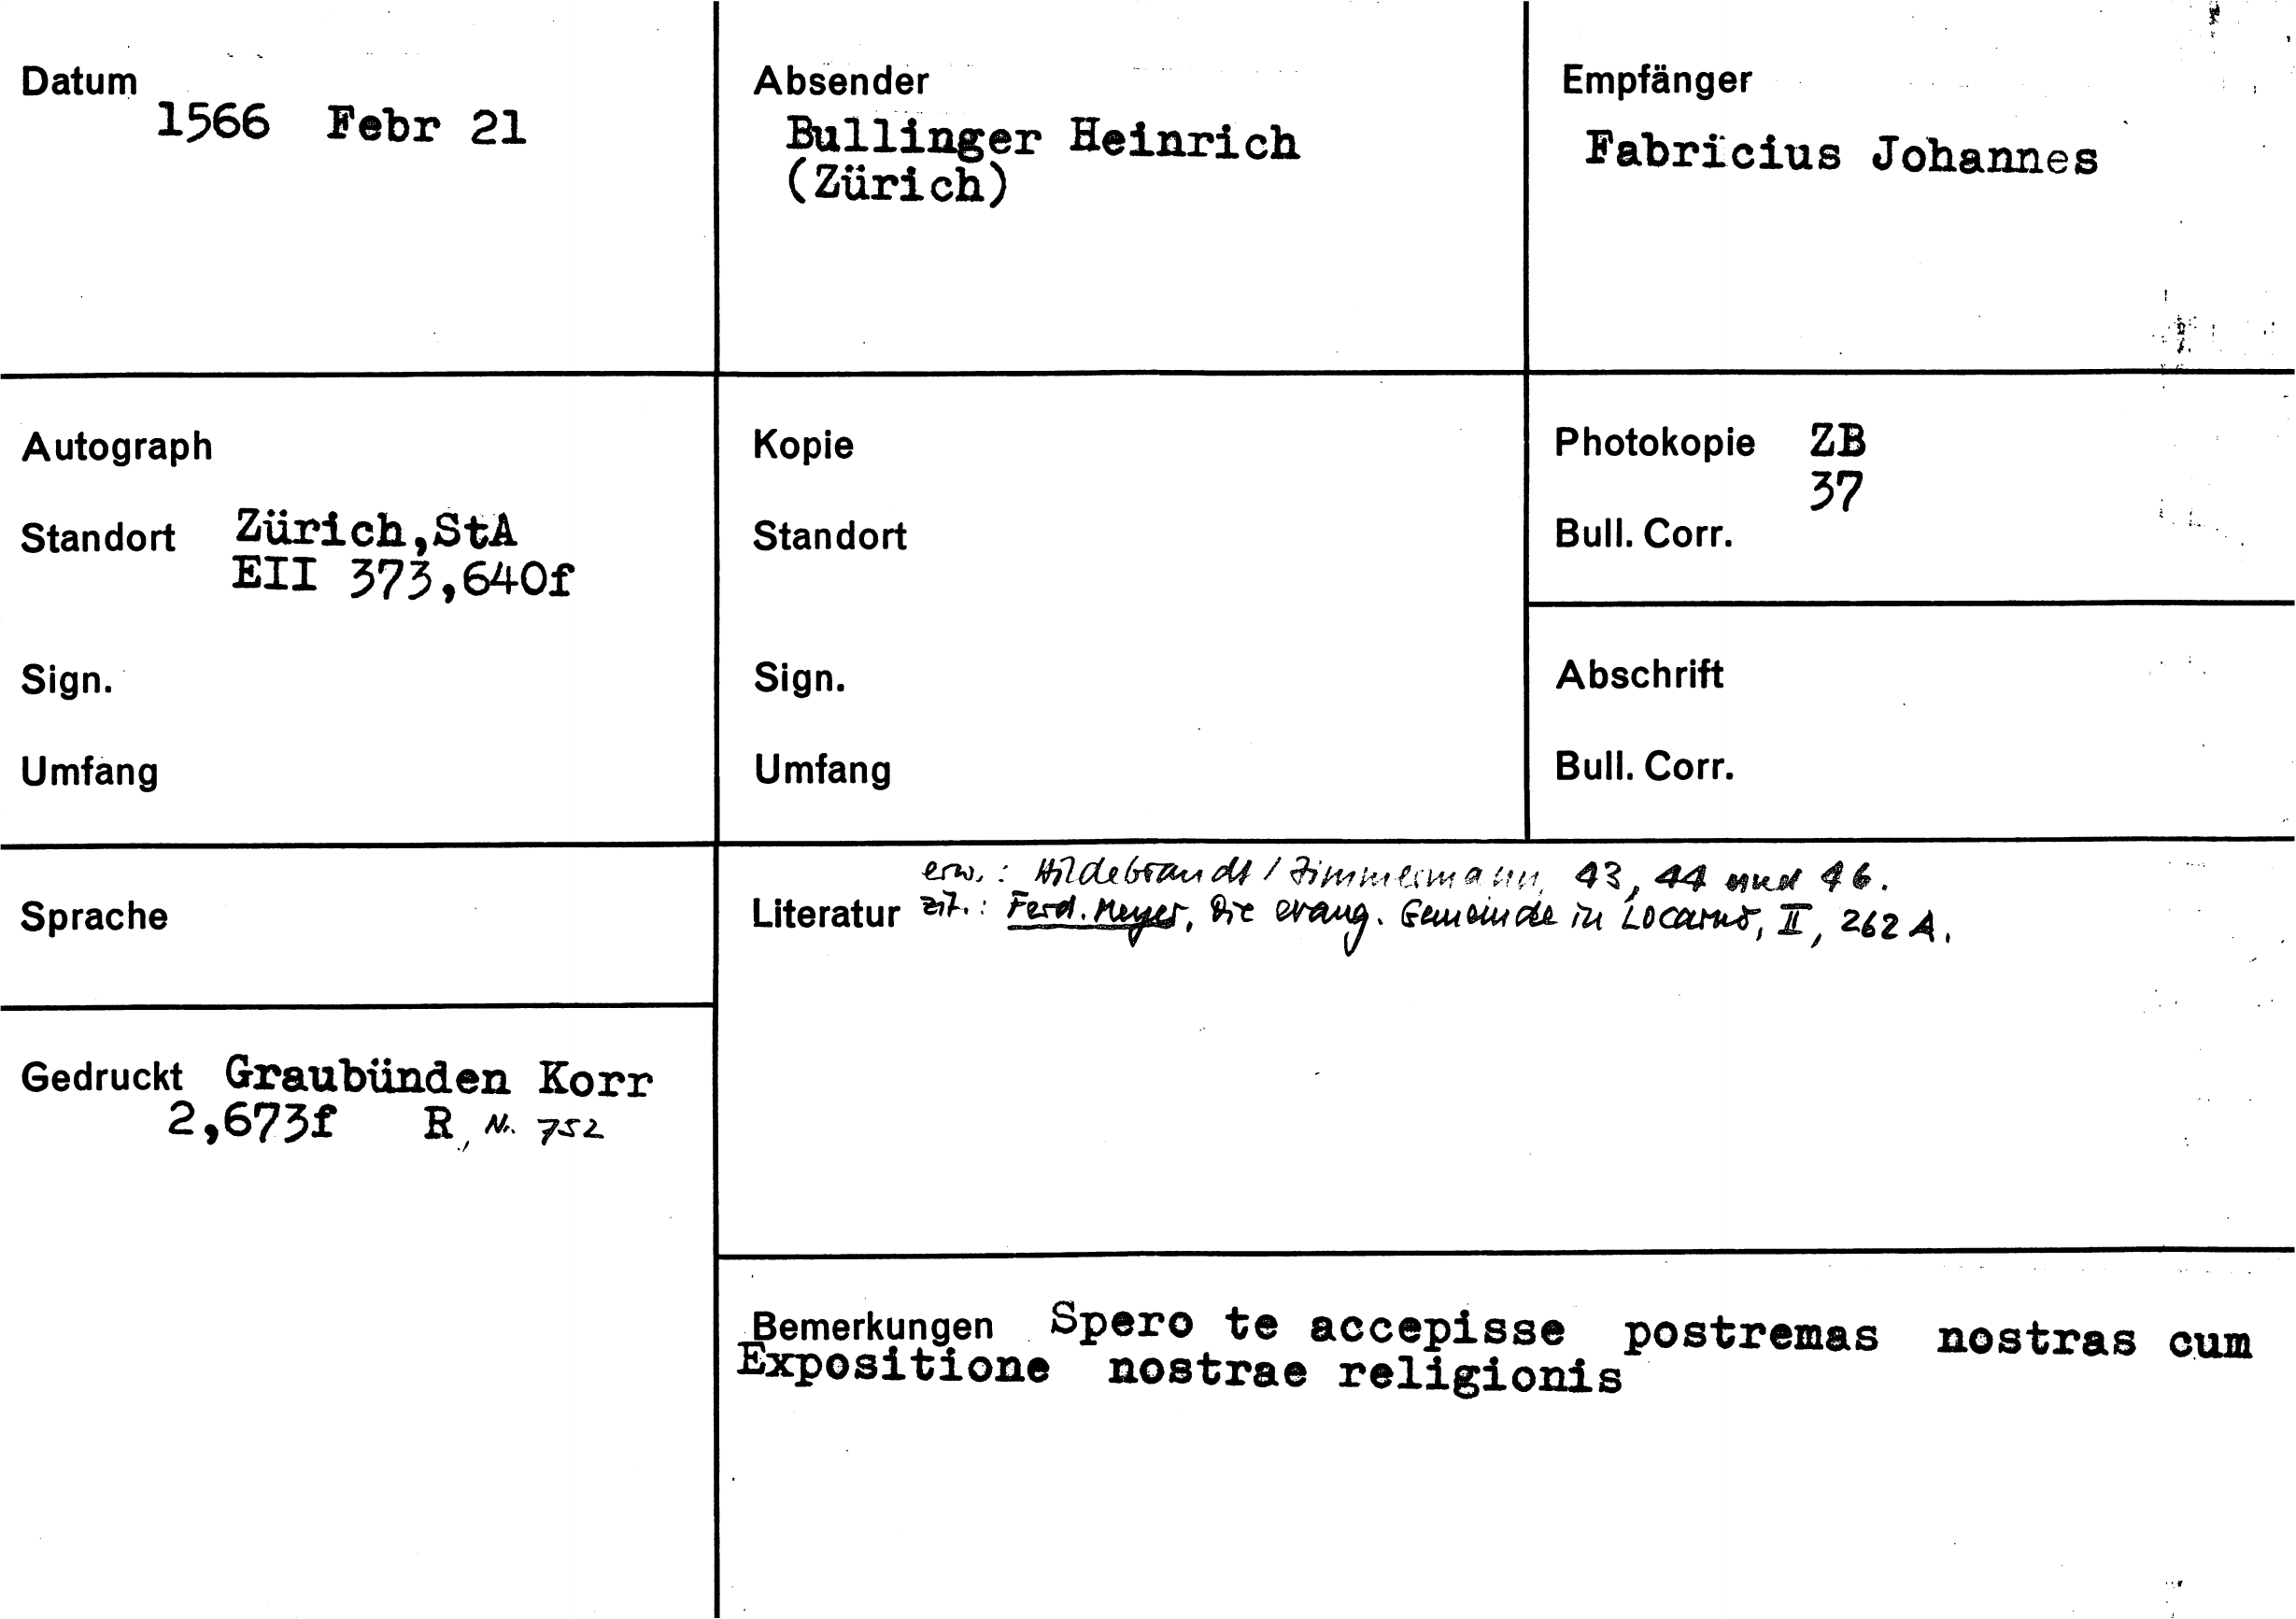 Datum
1566 Febr 21
Absender
Bullinger Heinrich
(Zürich)
Empfänger
Fabricius Johannes
Autograph
Standort Zürich,StA
EII 373,640f
Sign.
Umfang
Kopie
Standort
Sign.
Umfang
Photokopie ZB
37
Bull. Corr.
Abschrift
Bull. Corr.
Sprache
erw.: Hildebrandt / Zimmermann, 43, 44 und 46.
Literatur zit.: Ferd. Meyer, Die evang. Gemeinde in Locarno, II, 262 A.
Gedruckt Graubünden Korr
2,673f R, Nr. 752
Bemerkungen Spero te accepisse postremas nostras cum
Expositione nostrae religionis